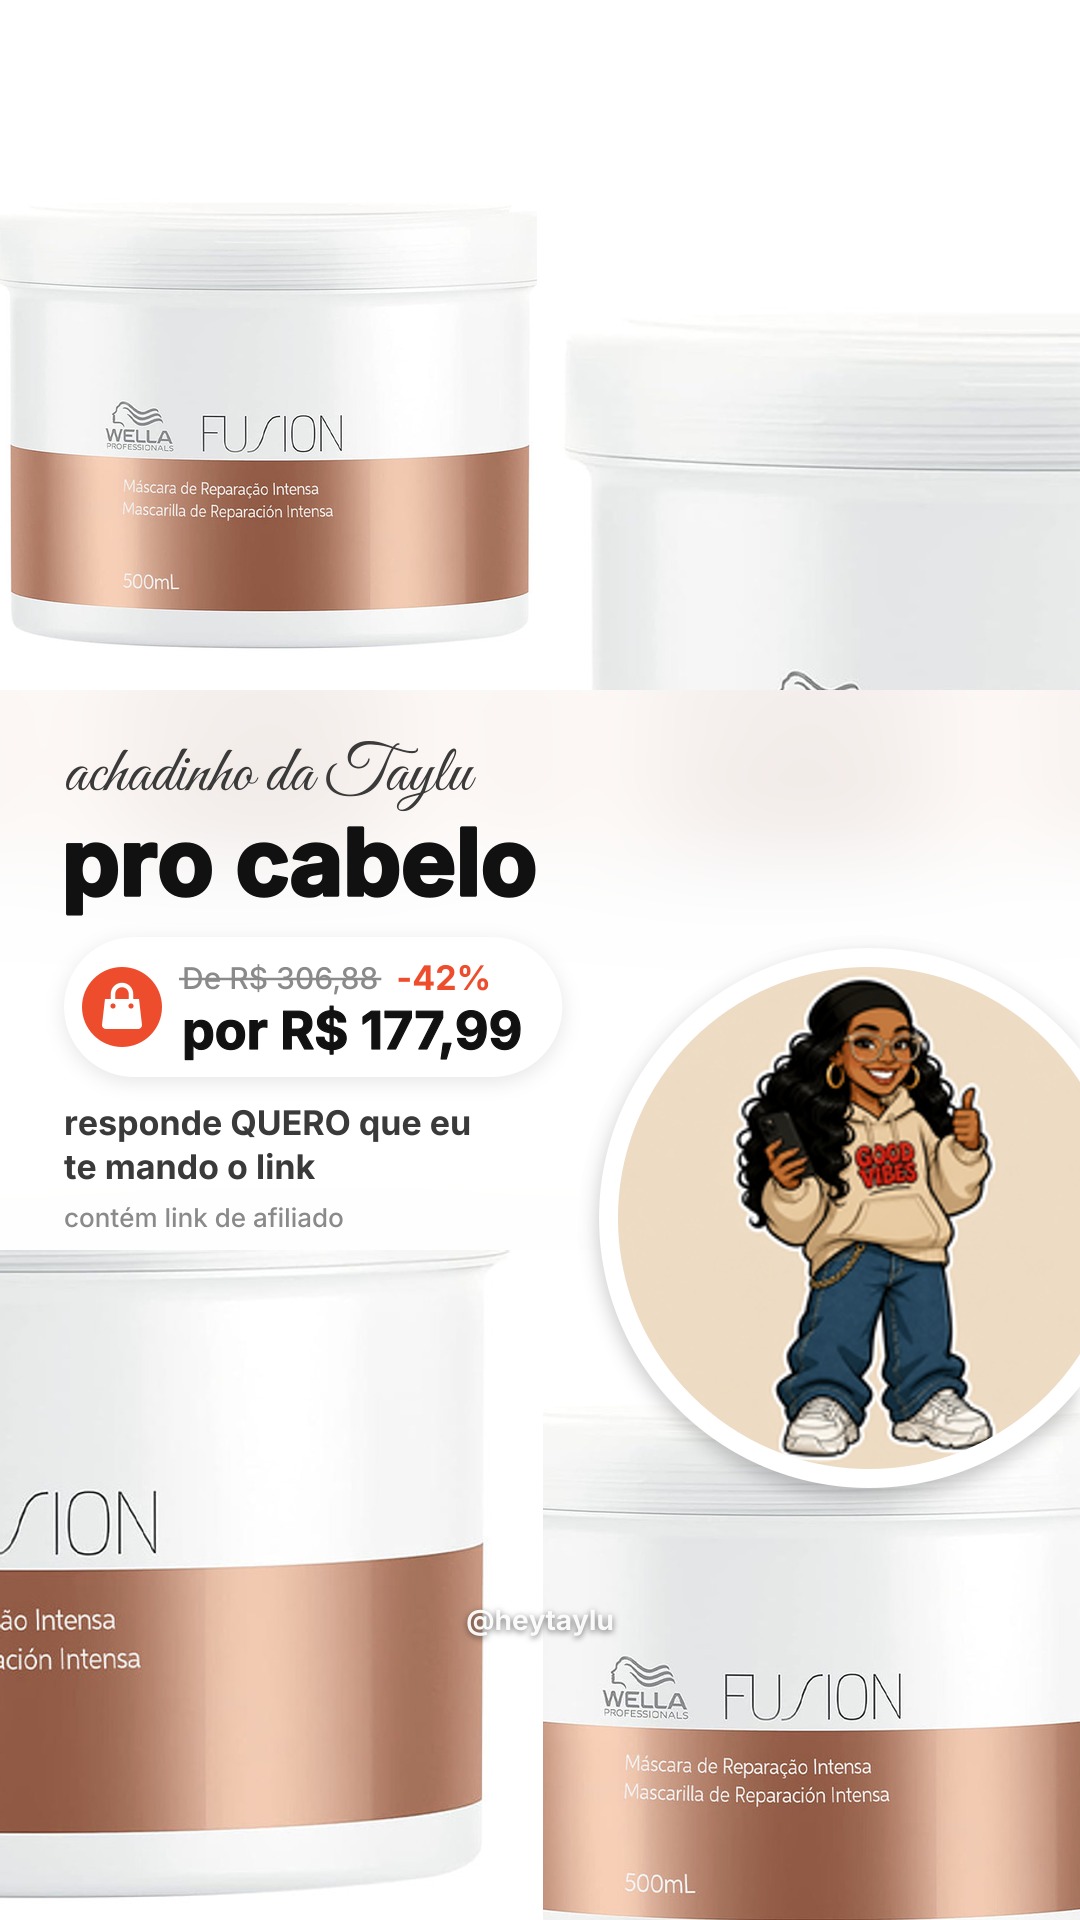 WELLA
PROFESSIONALS
FUSION
Máscara de Reparação Intensa
Mascarilla de Reparación Intensa
500mL
achadinho da Taylu
pro cabelo
De R$ 306,88 -42%
por R$ 177,99
responde QUERO que eu
te mando o link
contém link de afiliado
GOOD
VIBES
SION
ão Intensa
ación Intensa
@heytaylu
WELLA
PROFESSIONALS
FUSION
Máscara de Reparação Intensa
Mascarilla de Reparación Intensa
500mL